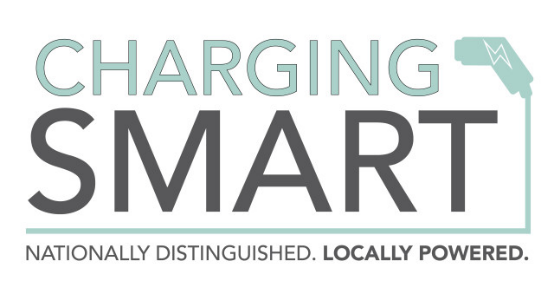 CHARGING
SMART
NATIONALLY DISTINGUISHED. LOCALLY POWERED.